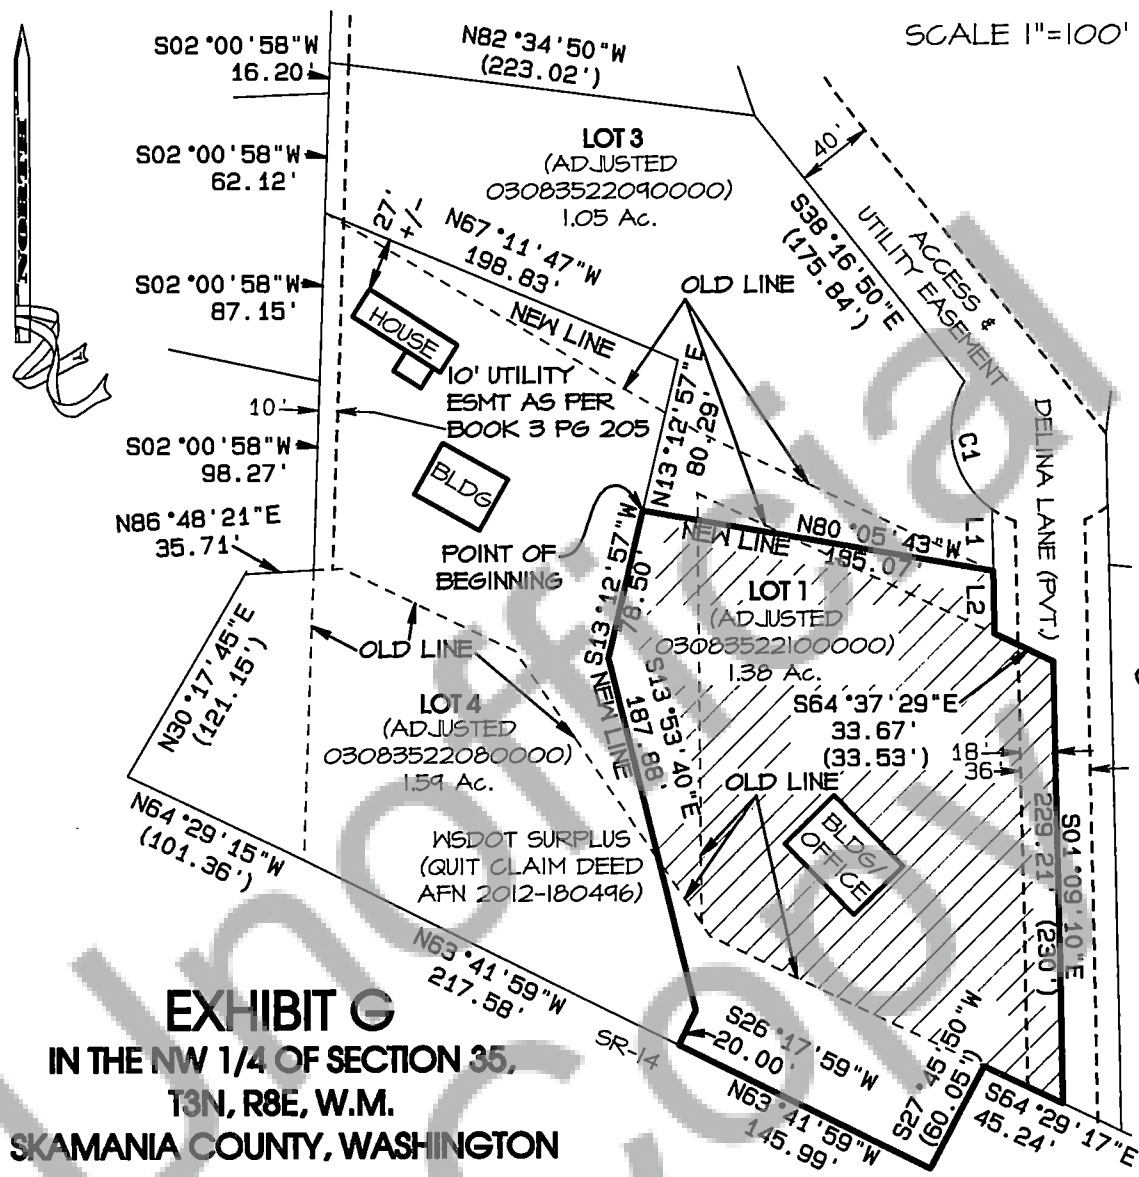 SCALE 1"=100'
HERON
S02°00'58"W
16.20'
N82°34'50"W
(223.02')
S02°00'58"W
62.12'
LOT 3
(ADJUSTED
03083522090000)
1.05 Ac.
40'
S38°16'50"E
(175.84')
ACCESS &
UTILITY EASEMENT
27'
+/-
N67°11'47"W
198.83'
NEW LINE
OLD LINE
S02°00'58"W
87.15'
HOUSE
10' UTILITY
ESMT AS PER
BOOK 3 PG 205
10'
S02°00'58"W
98.27'
BLDG
N13°12'57"E
80.29'
C1
DELINA LANE (PVT.)
N86°48'21"E
35.71'
POINT OF
BEGINNING
N80°05'43"W
185.07'
NEW LINE
L1
L2
S13°12'57"W
78.50'
LOT 1
(ADJUSTED
03083522100000)
1.38 Ac.
N30°17'45"E
(121.15')
OLD LINE
LOT 4
(ADJUSTED
03083522080000)
1.59 Ac.
S13°53'40"E
187.88'
NEW LINE
S64°37'29"E
33.67'
(33.53')
18'
36'
OLD LINE
BLDG/
OFFICE
S01°09'10"E
229.21' (230')
N64°29'15"W
(101.36')
WSDOT SURPLUS
(QUIT CLAIM DEED
AFN 2012-180496)
N63°41'59"W
217.58'
SR-14
S26°17'59"W
20.00'
N63°41'59"W
145.99'
S27°45'50"W
(60.05')
S64°29'17"E
45.24'
EXHIBIT G
IN THE NW 1/4 OF SECTION 35,
T3N, R8E, W.M.
SKAMANIA COUNTY, WASHINGTON
Unofficial
Copy